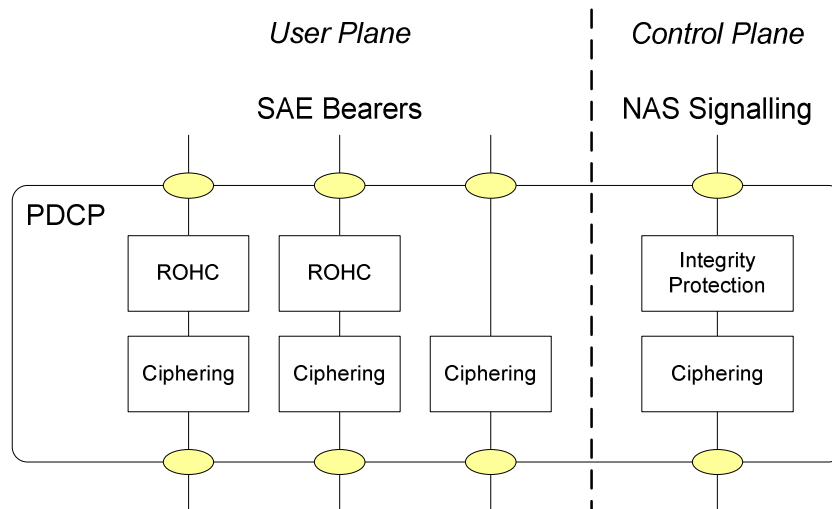 User Plane
Control Plane
SAE Bearers
NAS Signalling
PDCP
ROHC
ROHC
Integrity
Protection
Ciphering
Ciphering
Ciphering
Ciphering